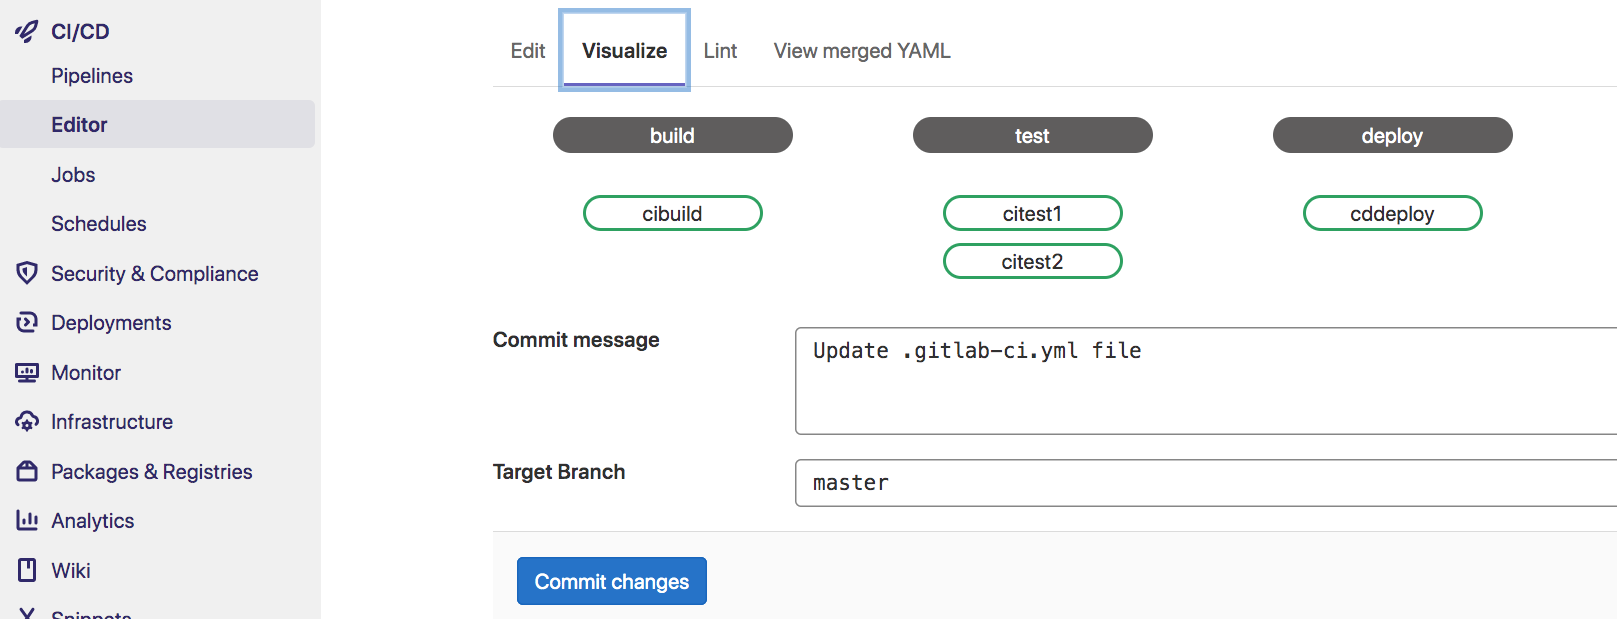 CI/CD
Pipelines
Editor
Jobs
Schedules
Security & Compliance
Deployments
Monitor
Infrastructure
Packages & Registries
Analytics
Wiki
Snippets
Edit Visualize Lint View merged YAML
build test deploy
cibuild citest1 cddeploy
citest2
Commit message
Update .gitlab-ci.yml file
Target Branch
master
Commit changes